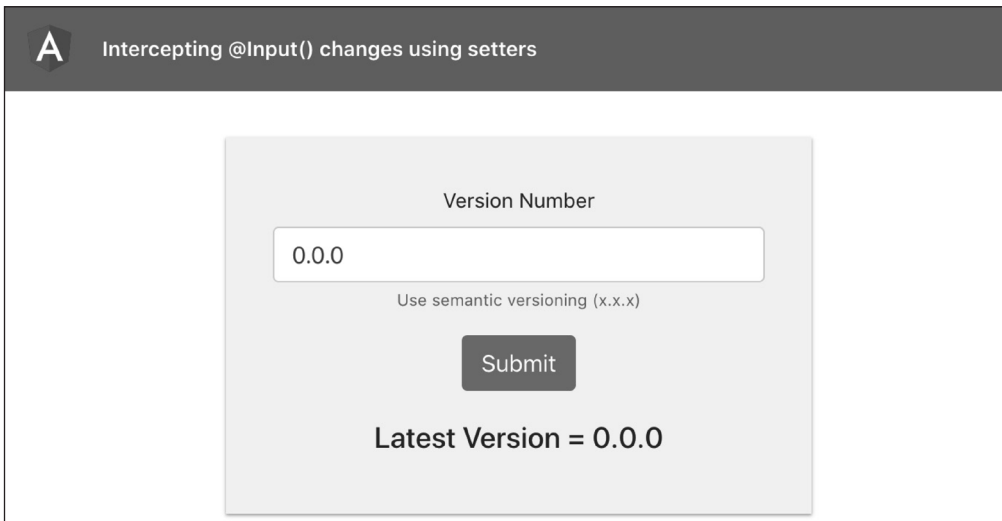 A
Intercepting @Input() changes using setters
Version Number
0.0.0
Use semantic versioning (x.x.x)
Submit
Latest Version = 0.0.0